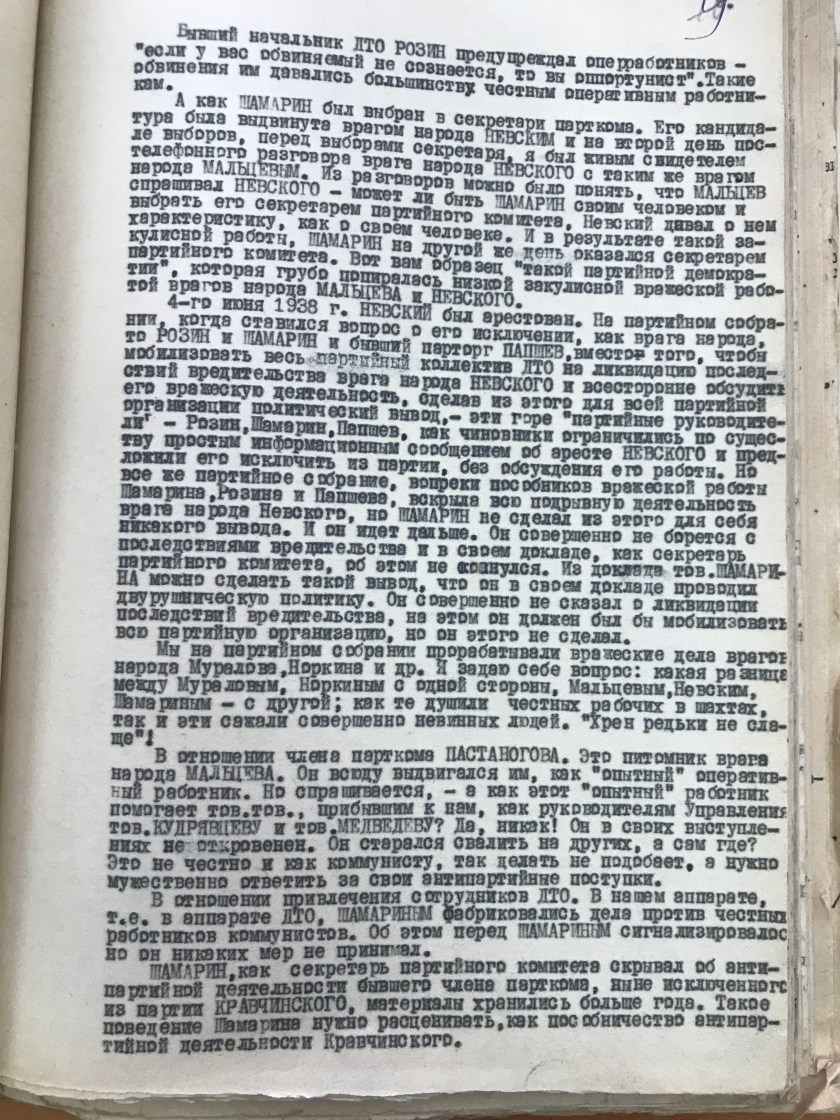 19.
Бывший начальник ДТО РОЗИН предупреждал оперработников –
"если у вас обвиняемый не сознается, то вы оппортунист". Такие
обвинения им давались большинству честным оперативным работни-
кам.
А как ШАМАРИН был выбран в секретари парткома. Его кандида-
тура была выдвинута врагом народа НЕВСКИМ и на второй день пос-
ле выборов, перед выборами секретаря, я был живым свидетелем
телефонного разговора врага народа НЕВСКОГО с таким же врагом
народа МАЛЬЦЕВЫМ. Из разговоров можно было понять, что МАЛЬЦЕВ
спрашивал НЕВСКОГО – может ли быть ШАМАРИН своим человеком и
выбрать его секретарем партийного комитета, Невский давал о нем
характеристику, как о своем человеке. И в результате такой за-
кулисной работы, ШАМАРИН на другой же день оказался секретарем
партийного комитета. Вот вам образец "такой партийной демокра-
тии", которая грубо попиралась низкой закулисной вражеской рабо-
той врагов народа МАЛЬЦЕВА и НЕВСКОГО.
4-го июня 1938 г. НЕВСКИЙ был арестован. На партийном собра-
нии, когда ставился вопрос о его исключении, как врага народа,
то РОЗИН и ШАМАРИН и бывший парторг ПАПШЕВ, вместо того, чтобы
мобилизовать весь партийный коллектив ДТО на ликвидацию послед-
ствий вредительства врага народа НЕВСКОГО и всесторонне обсудить
его вражескую деятельность, сделав из этого для всей партийной
организации политический вывод,- эти горе "партийные руководите-
ли" – Розин, Шамарин, Папшев, как чиновники ограничились по сущес-
тву простым информационным сообщением об аресте НЕВСКОГО и пред-
ложили его исключить из партии, без обсуждения его работы. Но
все же партийное собрание, вопреки пособников вражеской работы
Шамарина, Розина и Папшева, вскрыла всю подрывную деятельность
врага народа Невского, но ШАМАРИН не сделал из этого для себя
никакого вывода. И он идет дальше. Он совершенно не борется с
последствиями вредительства и в своем докладе, как секретарь
партийного комитета, об этом не коснулся. Из доклада тов.ШАМАРИ-
НА можно сделать такой вывод, что он в своем докладе проводил
двурушническую политику. Он совершенно не сказал о ликвидации
последствий вредительства, на этом он должен был бы мобилизовать
всю партийную организацию, но он этого не сделал.
Мы на партийном собрании прорабатывали вражеские дела врагов
народа Муралова, Норкина и др. Я задаю себе вопрос: какая разница
между Мураловым, Норкиным с одной стороны, Мальцевым, Невским,
Шамариным – с другой; как те душили честных рабочих в шахтах,
так и эти сажали совершенно невинных людей. "Хрен редьки не сла-
ще"!
В отношении члена парткома ПАСТАНОГОВА. Это питомник врага
народа МАЛЬЦЕВА. Он всюду выдвигался им, как "опытный" оператив-
ный работник. Но спрашивается, – а как этот "опытный" работник
помогает тов.тов., прибывшим к нам, как руководителям Управления
тов.КУДРЯВЦЕВУ и тов.МЕДВЕДЕВУ? Да, никак! Он в своих выступле-
ниях не откровенен. Он старался свалить на других, а сам где?
Это не честно и как коммунисту, так делать не подобает, а нужно
мужественно ответить за свои антипартийные поступки.
В отношении привлечения сотрудников ДТО. В нашем аппарате,
т.е. в аппарате ДТО, ШАМАРИНЫМ фабриковались дела против честных
работников коммунистов. Об этом перед ШАМАРИНЫМ сигнализировалос
но он никаких мер не принимал.
ШАМАРИН, как секретарь партийного комитета скрывал об анти-
партийной деятельности бывшего члена парткома, ныне исключенного
из партии КРАВЧИНСКОГО, материалы хранились больше года. Такое
поведение Шамарина нужно расценивать, как пособничество антипар-
тийной деятельности Кравчинского.